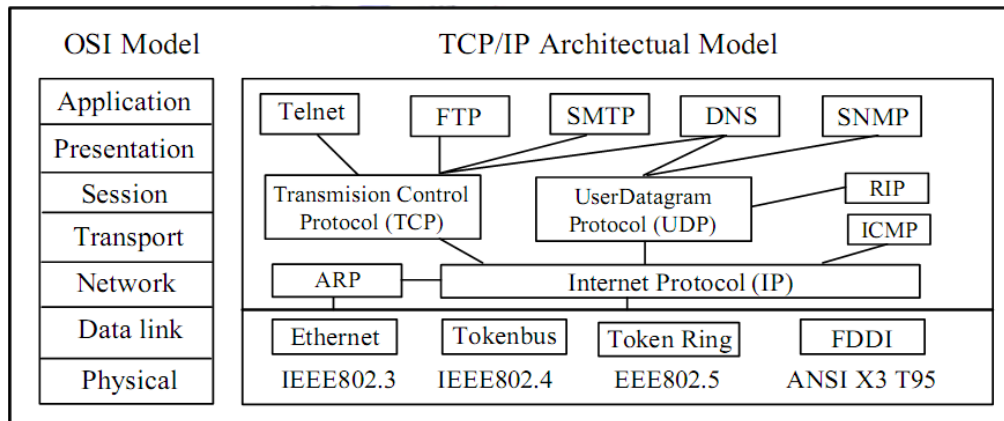 OSI Model
TCP/IP Architectual Model
Application
Presentation
Session
Transport
Network
Data link
Physical
Telnet
FTP
SMTP
DNS
SNMP
Transmision Control
Protocol (TCP)
UserDatagram
Protocol (UDP)
RIP
ICMP
ARP
Internet Protocol (IP)
Ethernet
Tokenbus
Token Ring
FDDI
IEEE802.3
IEEE802.4
EEE802.5
ANSI X3 T95